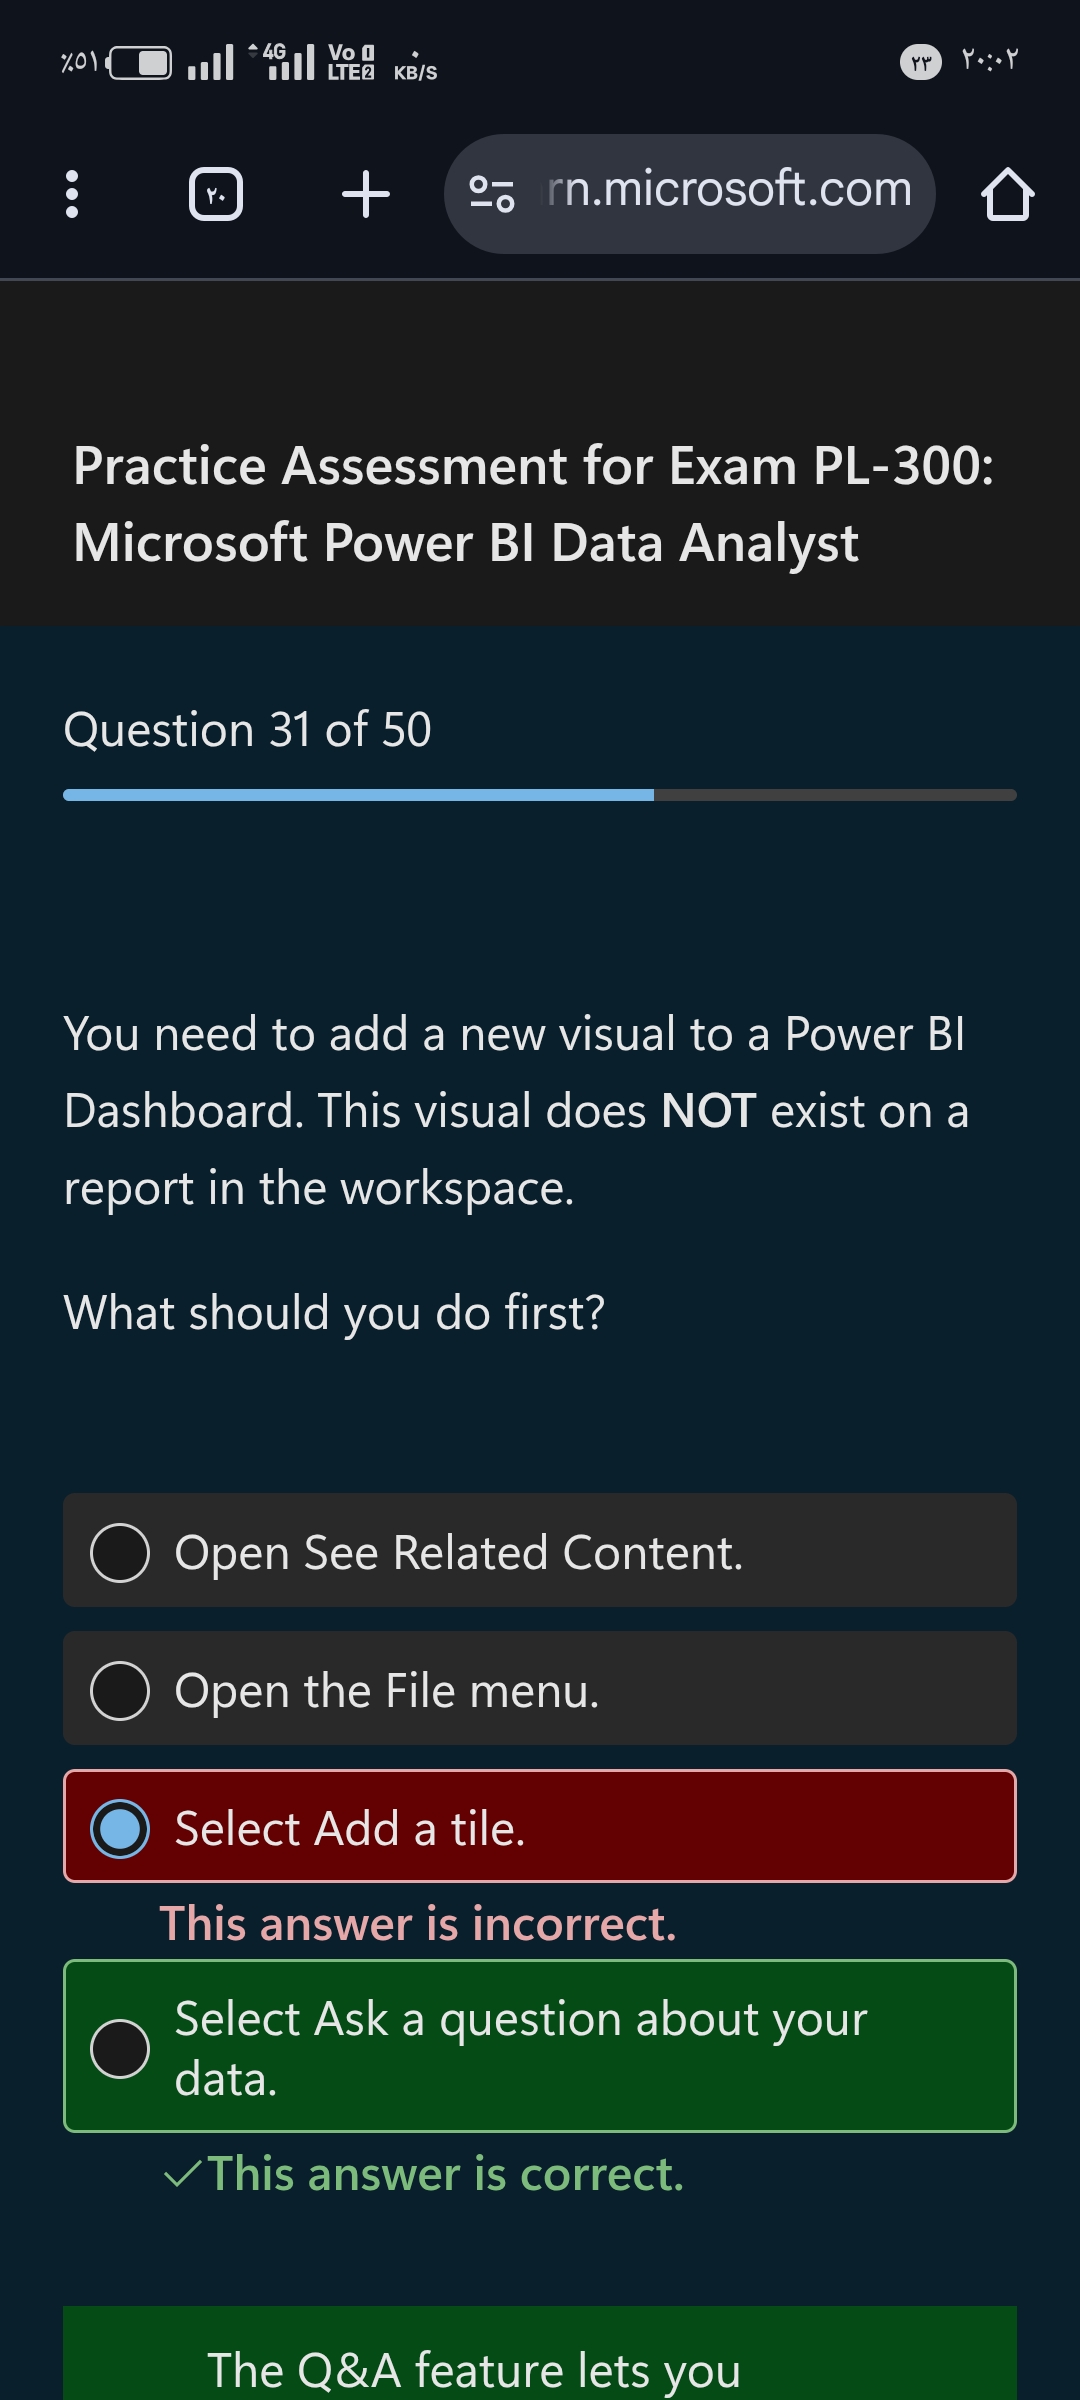 ٪٥١ 4G Vo LTE 1 2 ٠ KB/S ٢٣ ٢٠:٠٢
٢٠ rn.microsoft.com
Practice Assessment for Exam PL-300:
Microsoft Power BI Data Analyst
Question 31 of 50
You need to add a new visual to a Power BI
Dashboard. This visual does NOT exist on a
report in the workspace.
What should you do first?
Open See Related Content.
Open the File menu.
Select Add a tile.
This answer is incorrect.
Select Ask a question about your
data.
This answer is correct.
The Q&A feature lets you